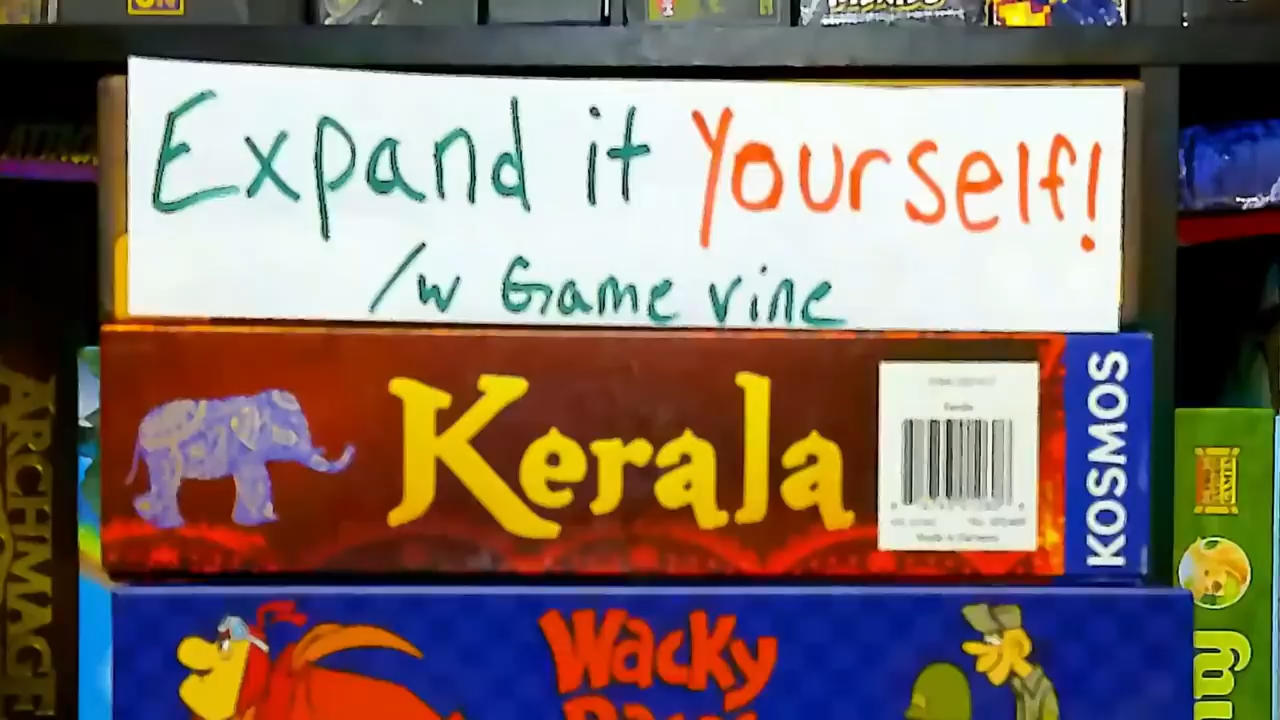 Expand it Yourself!
/w Game vine
Kerala
KOSMOS
Wacky
ARCHMAGE